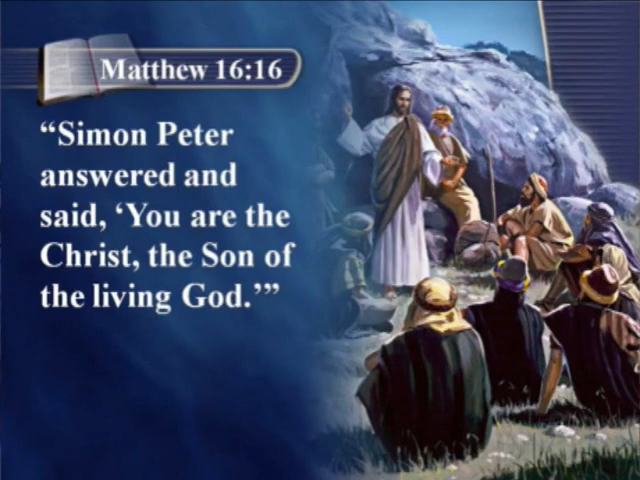 Matthew 16:16
“Simon Peter
answered and
said, ‘You are the
Christ, the Son of
the living God.’”